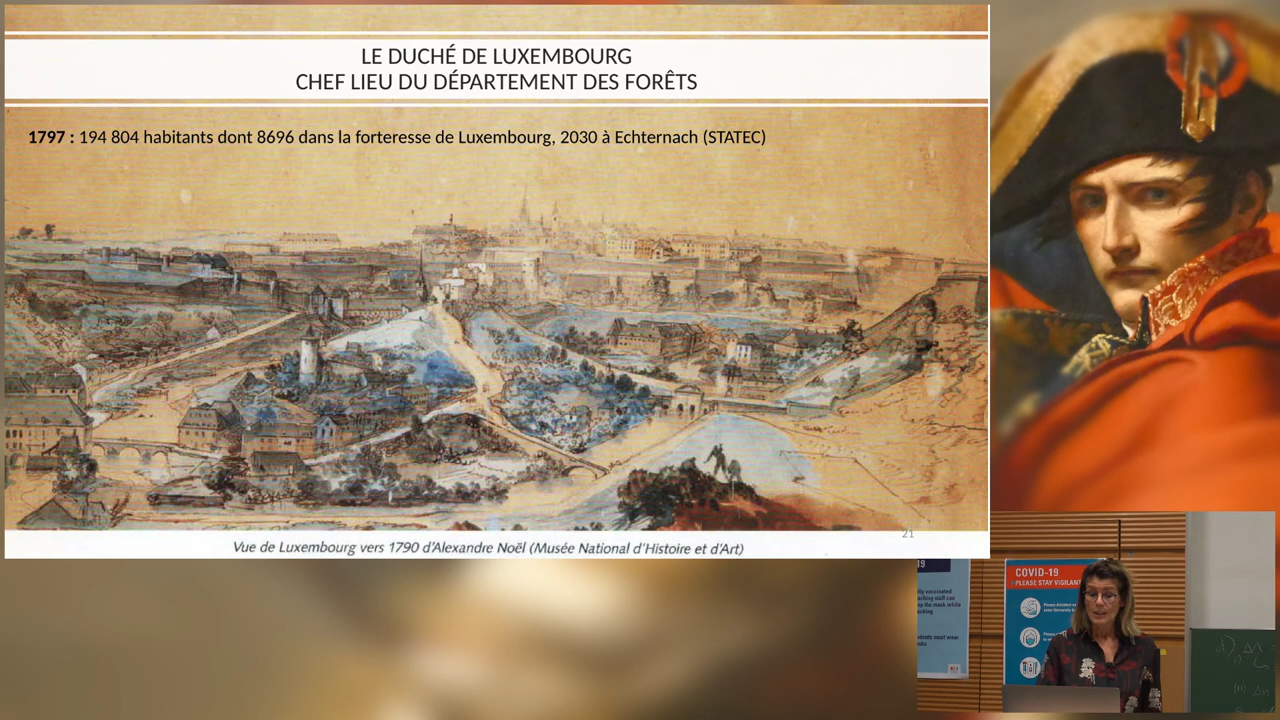 LE DUCHÉ DE LUXEMBOURG
CHEF LIEU DU DÉPARTEMENT DES FORÊTS
1797 : 194 804 habitants dont 8696 dans la forteresse de Luxembourg, 2030 à Echternach (STATEC)
21
Vue de Luxembourg vers 1790 d'Alexandre Noël (Musée National d'Histoire et d'Art)
19
COVID-19
PLEASE STAY VIGILANT